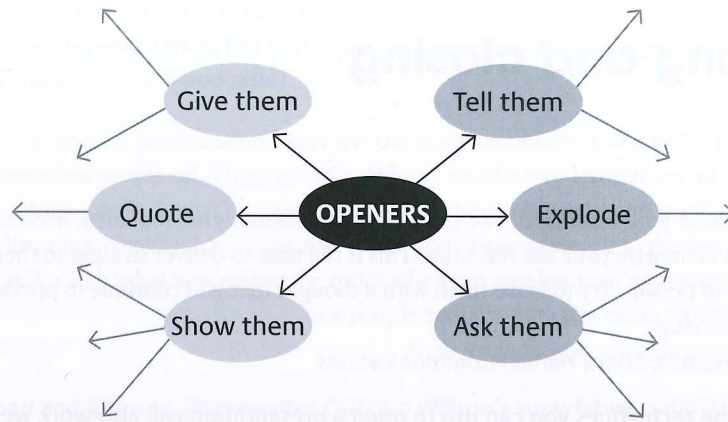 Give them
Tell them
Quote
OPENERS
Explode
Show them
Ask them